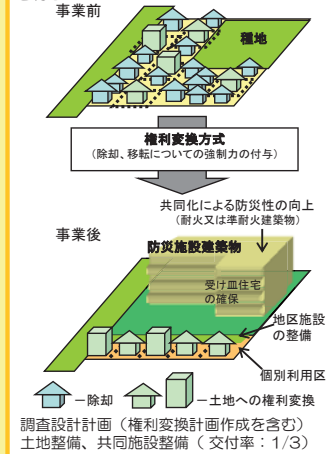 事業前
種地
権利変換方式
（除却、移転についての強制力の付与）
共同化による防災性の向上
（耐火又は準耐火建築物）
事業後
防災施設建築物
受け皿住宅
の確保
地区施設
の整備
個別利用区
－除却
－土地への権利変換
調査設計計画（権利変換計画作成を含む）
土地整備、共同施設整備（ 交付率：1/3）